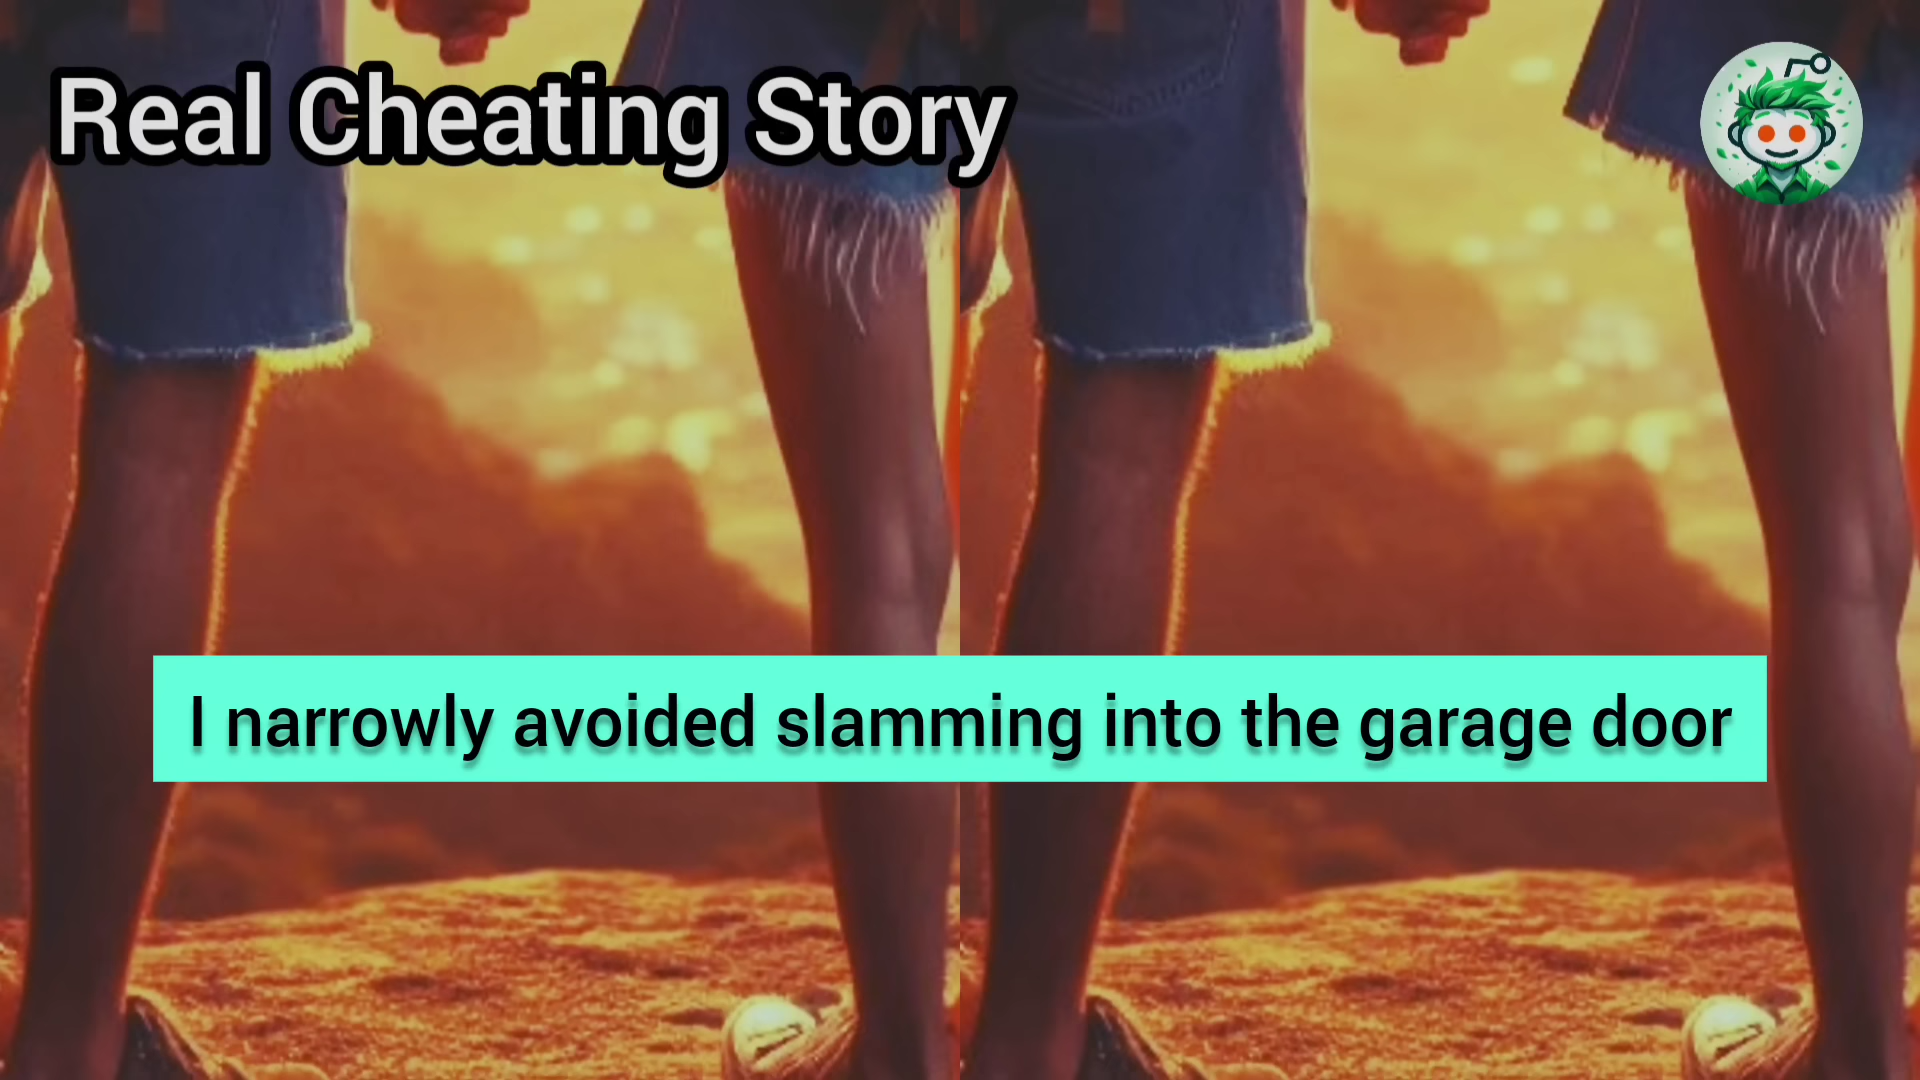 Real Cheating Story
I narrowly avoided slamming into the garage door